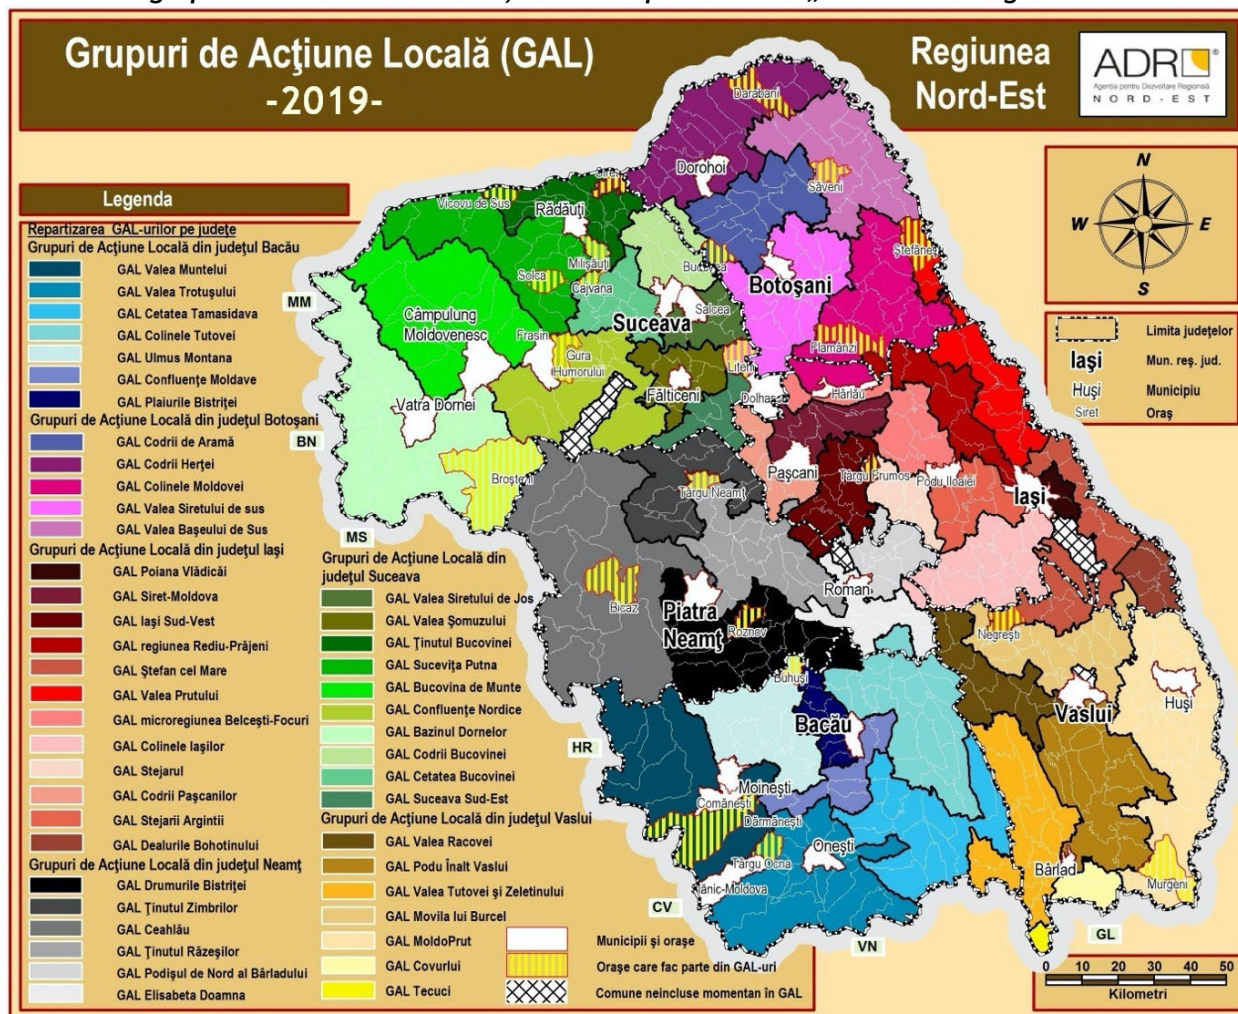 Grupuri de Acţiune Locală (GAL)
-2019-
Regiunea
Nord-Est
ADR
Agenţia pentru Dezvoltare Regională
NORD-EST
Legenda
Repartizarea GAL-urilor pe judeţe
Grupuri de Acţiune Locală din judeţul Bacău
GAL Valea Muntelui
GAL Valea Trotuşului
GAL Cetatea Tamasidava
GAL Colinele Tutovei
GAL Ulmus Montana
GAL Confluenţe Moldave
GAL Plaiurile Bistriţei
Grupuri de Acţiune Locală din judeţul Botoşani
GAL Codrii de Aramă
GAL Codrii Herţei
GAL Colinele Moldovei
GAL Valea Siretului de sus
GAL Valea Başeului de Sus
Grupuri de Acţiune Locală din judeţul Iaşi
GAL Poiana Vlădicăi
GAL Siret-Moldova
GAL Iaşi Sud-Vest
GAL regiunea Rediu-Prăjeni
GAL Ştefan cel Mare
GAL Valea Prutului
GAL microregiunea Belceşti-Focuri
GAL Colinele Iaşilor
GAL Stejarul
GAL Codrii Paşcanilor
GAL Stejarii Argintii
GAL Dealurile Bohotinului
Grupuri de Acţiune Locală din judeţul Neamţ
GAL Drumurile Bistriţei
GAL Ţinutul Zimbrilor
GAL Ceahlău
GAL Ţinutul Răzeşilor
GAL Podişul de Nord al Bârladului
GAL Elisabeta Doamna
Grupuri de Acţiune Locală din
judeţul Suceava
GAL Valea Siretului de Jos
GAL Valea Şomuzului
GAL Ţinutul Bucovinei
GAL Suceviţa Putna
GAL Bucovina de Munte
GAL Confluenţe Nordice
GAL Bazinul Dornelor
GAL Codrii Bucovinei
GAL Cetatea Bucovinei
GAL Suceava Sud-Est
Grupuri de Acţiune Locală din judeţul Vaslui
GAL Valea Racovei
GAL Podu Înalt Vaslui
GAL Valea Tutovei şi Zeletinului
GAL Movila lui Burcel
GAL MoldoPrut
GAL Covurlui
GAL Tecuci
Municipii şi oraşe
Oraşe care fac parte din GAL-uri
Comune neincluse momentan în GAL
N
W
E
S
Limita judeţelor
Iaşi
Mun. reş. jud.
Huşi
Municipiu
Siret
Oraş
Darabani
Dorohoi
Săveni
Siret
Vicovu de Sus
Rădăuţi
Milişăuţi
Solca
Cajvana
Bucecea
Ştefăneş
Botoşani
MM
Câmpulung
Moldovenesc
Suceava
Salcea
Frasin
Gura
Humorului
Liteni
Flamânzi
Fălticeni
Dolhas
Hârlău
Vatra Dornei
BN
Broşteni
Paşcani
Târgu Frumos
Podu Iloaiei
Iaşi
Târgu Neamţ
MS
Bicaz
Piatra
Neamţ
Roznov
Roman
Negreşti
Buhuşi
Bacău
Vaslui
Huşi
HR
Moineşti
Comăneşti
Dărmăneşti
Târgu Ocna
Oneşti
lănic-Moldova
Bârlad
Murgeni
CV
VN
GL
0 10 20 30 40 50
Kilometri